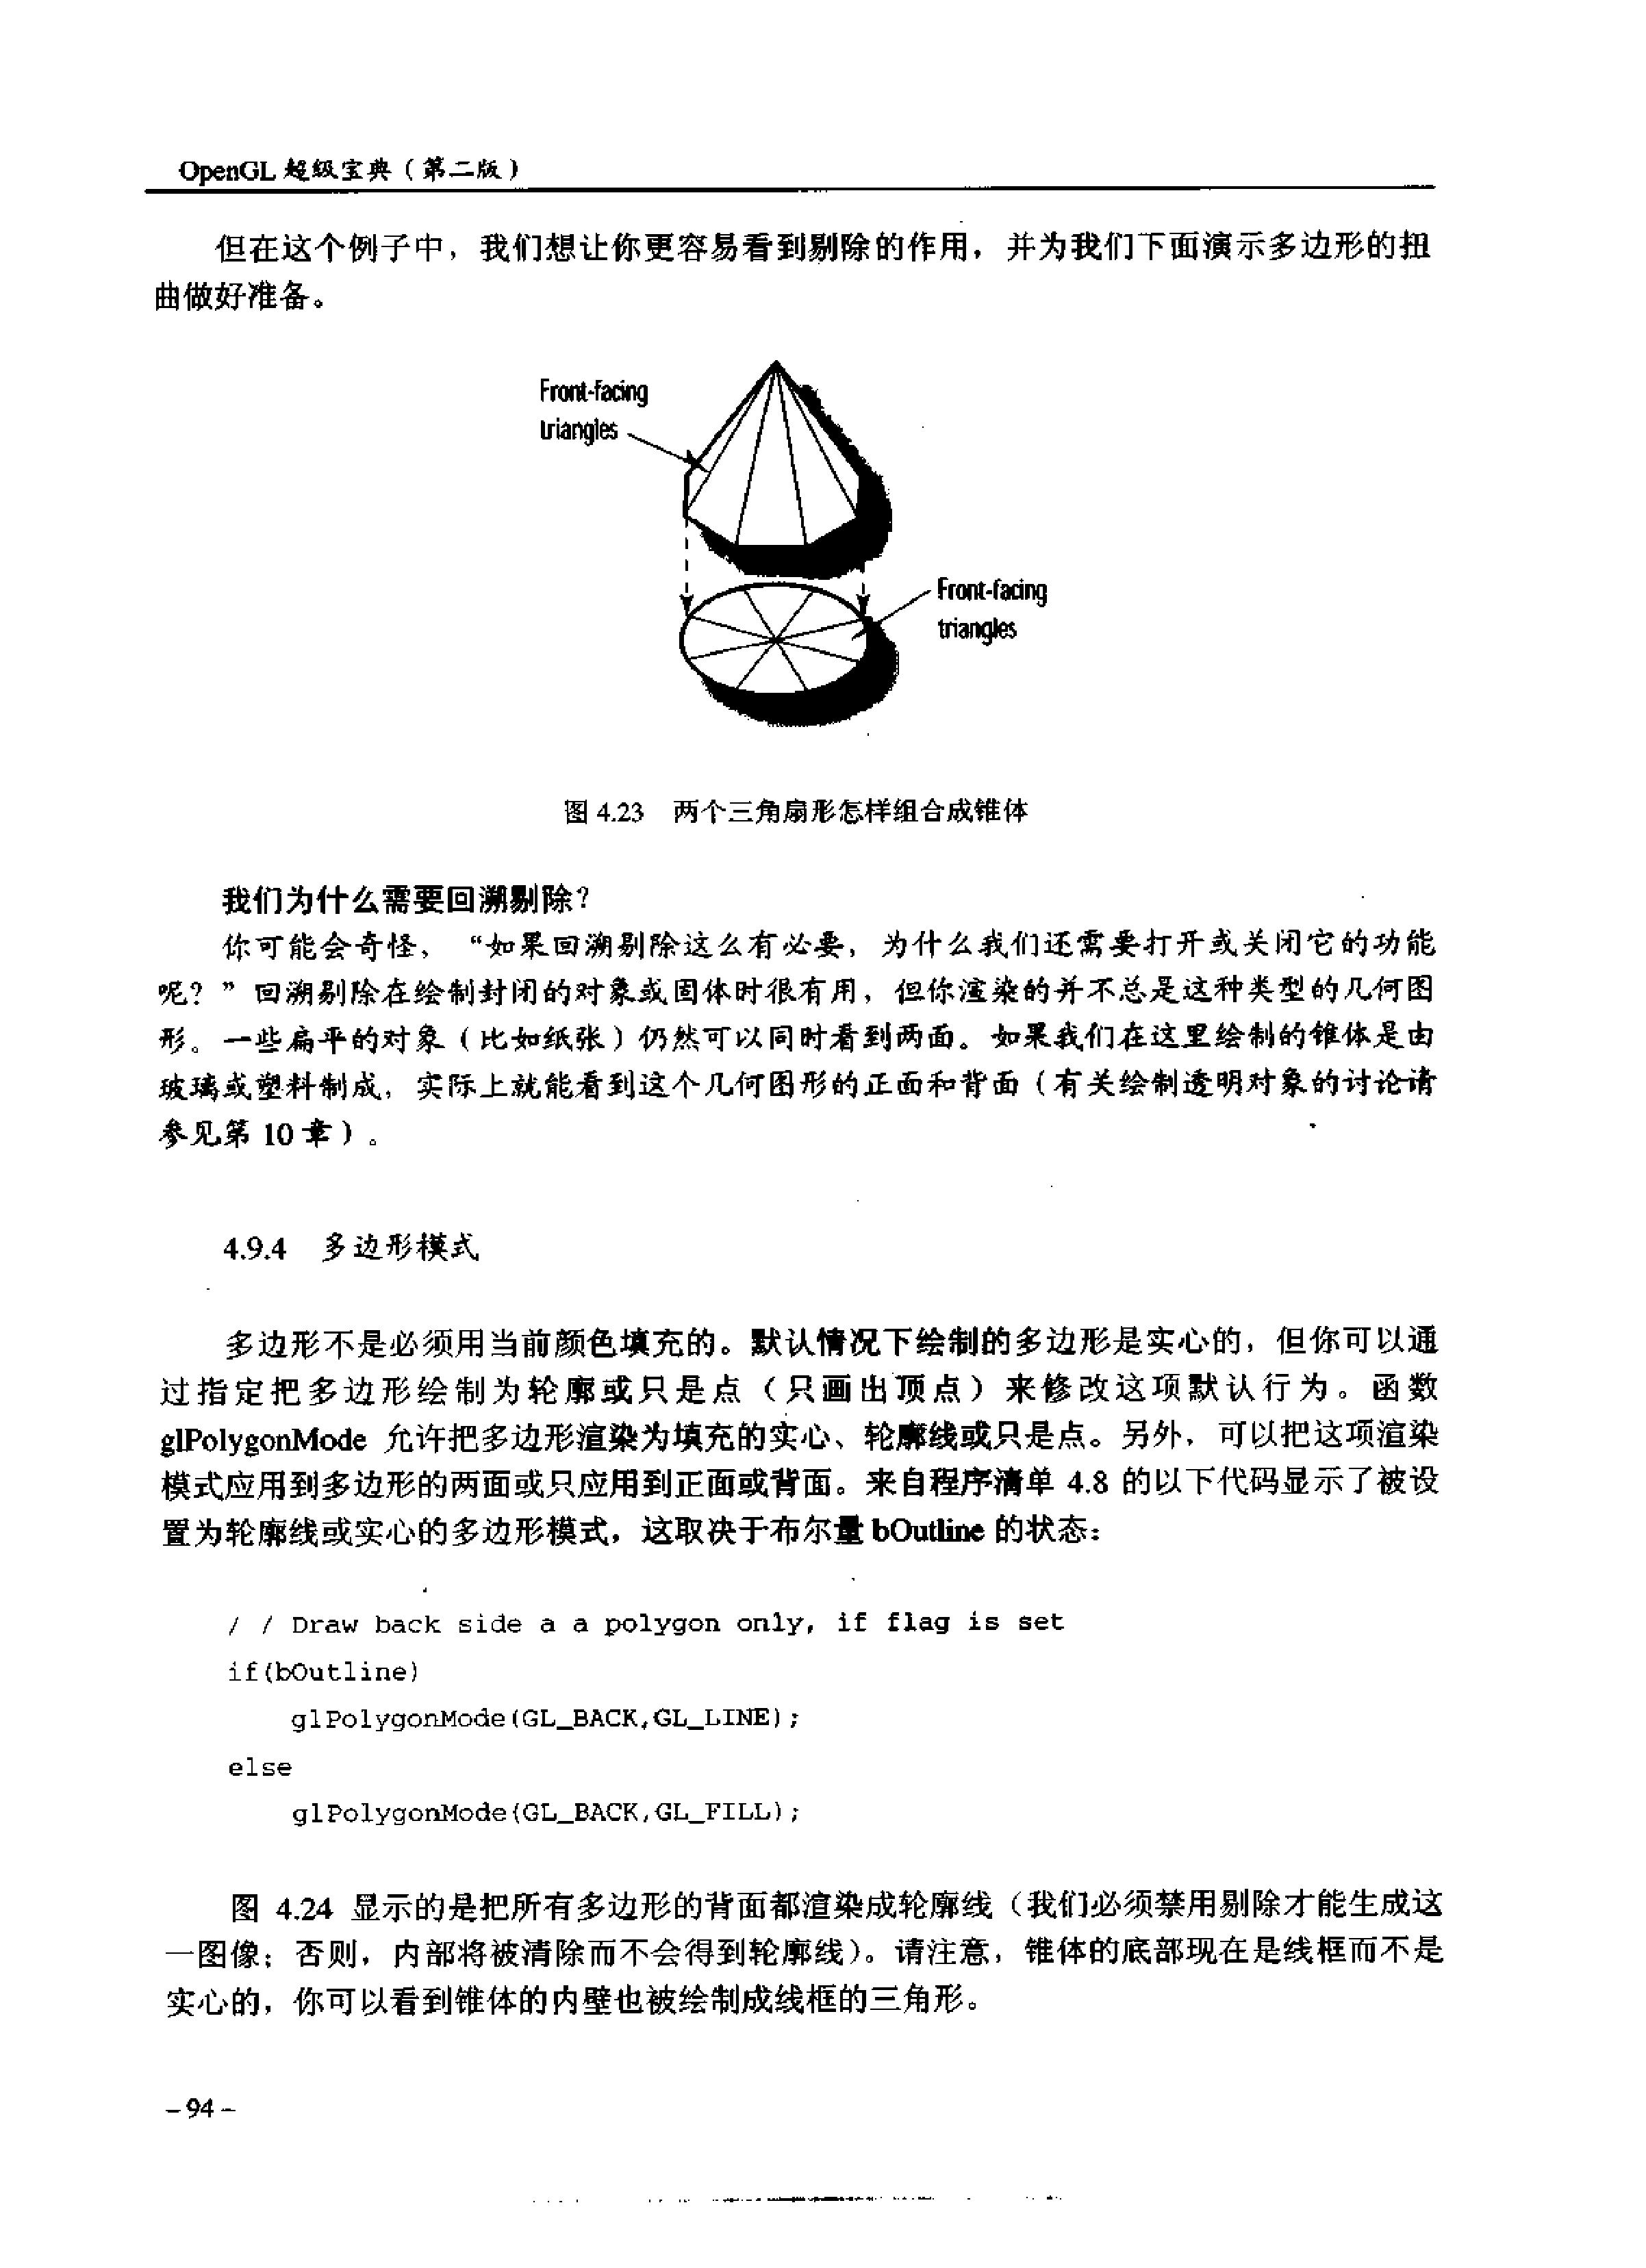 OpenGL 超级宝典（第二版）
但在这个例子中，我们想让你更容易看到剔除的作用，并为我们下面演示多边形的扭
曲做好准备。
Front-facing
triangles
Front-facing
triangles
图 4.23 两个三角扇形怎样组合成锥体
我们为什么需要回溯剔除？
你可能会奇怪，“如果回溯剔除这么有必要，为什么我们还需要打开或关闭它的功能
呢？”回溯剔除在绘制封闭的对象或固体时很有用，但你渲染的并不总是这种类型的几何图
形。一些扁平的对象（比如纸张）仍然可以同时看到两面。如果我们在这里绘制的锥体是由
玻璃或塑料制成，实际上就能看到这个几何图形的正面和背面（有关绘制透明对象的讨论请
参见第 10 章）。
4.9.4 多边形模式
多边形不是必须用当前颜色填充的。默认情况下绘制的多边形是实心的，但你可以通
过指定把多边形绘制为轮廓或只是点（只画出顶点）来修改这项默认行为。函数
glPolygonMode 允许把多边形渲染为填充的实心、轮廓线或只是点。另外，可以把这项渲染
模式应用到多边形的两面或只应用到正面或背面。来自程序清单 4.8 的以下代码显示了被设
置为轮廓线或实心的多边形模式，这取决于布尔量 bOutline 的状态：
/ / Draw back side a a polygon only, if flag is set
if(bOutline)
glPolygonMode(GL_BACK,GL_LINE);
else
glPolygonMode(GL_BACK,GL_FILL);
图 4.24 显示的是把所有多边形的背面都渲染成轮廓线（我们必须禁用剔除才能生成这
一图像；否则，内部将被清除而不会得到轮廓线）。请注意，锥体的底部现在是线框而不是
实心的，你可以看到锥体的内壁也被绘制成线框的三角形。
– 94 –